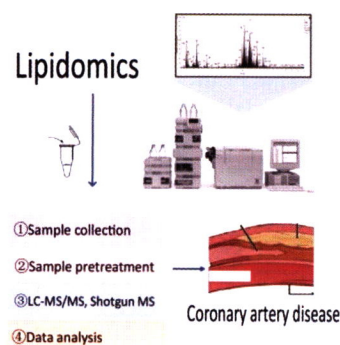 Lipidomics
①Sample collection
②Sample pretreatment
③LC-MS/MS, Shotgun MS
④Data analysis
Coronary artery disease